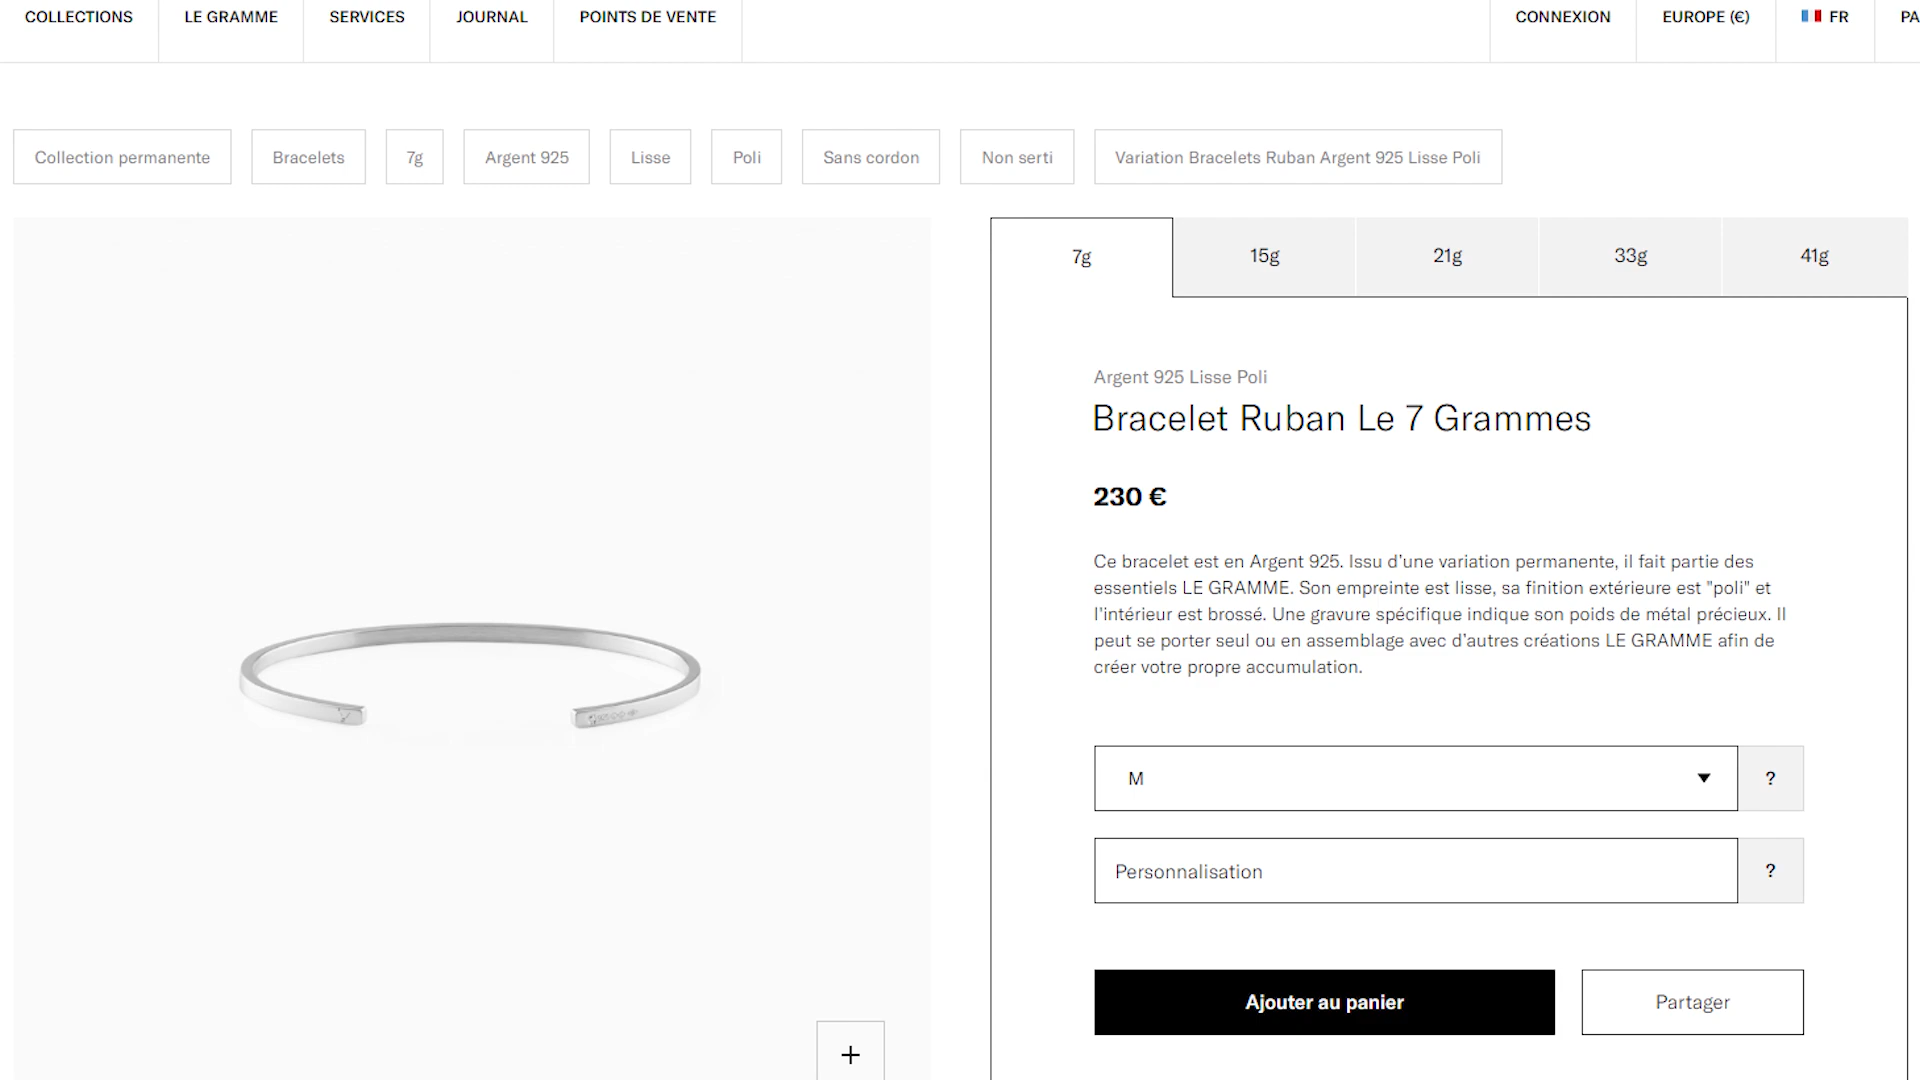 COLLECTIONS LE GRAMME SERVICES JOURNAL POINTS DE VENTE CONNEXION EUROPE (€) FR PA
Collection permanente Bracelets 7g Argent 925 Lisse Poli Sans cordon Non serti Variation Bracelets Ruban Argent 925 Lisse Poli
7g 15g 21g 33g 41g
Argent 925 Lisse Poli
Bracelet Ruban Le 7 Grammes
230 €
Ce bracelet est en Argent 925. Issu d’une variation permanente, il fait partie des
essentiels LE GRAMME. Son empreinte est lisse, sa finition extérieure est "poli" et
l'intérieur est brossé. Une gravure spécifique indique son poids de métal précieux. Il
peut se porter seul ou en assemblage avec d’autres créations LE GRAMME afin de
créer votre propre accumulation.
M ?
Personnalisation ?
Ajouter au panier Partager
+